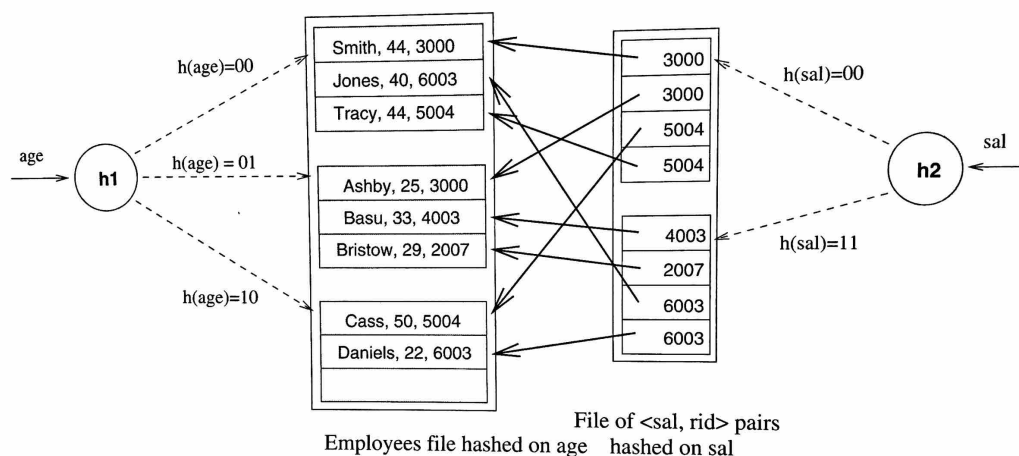 age
h1
h(age)=00
h(age) = 01
h(age)=10
Smith, 44, 3000
Jones, 40, 6003
Tracy, 44, 5004
Ashby, 25, 3000
Basu, 33, 4003
Bristow, 29, 2007
Cass, 50, 5004
Daniels, 22, 6003
3000
3000
5004
5004
4003
2007
6003
6003
h(sal)=00
h(sal)=11
h2
sal
Employees file hashed on age
File of <sal, rid> pairs
hashed on sal